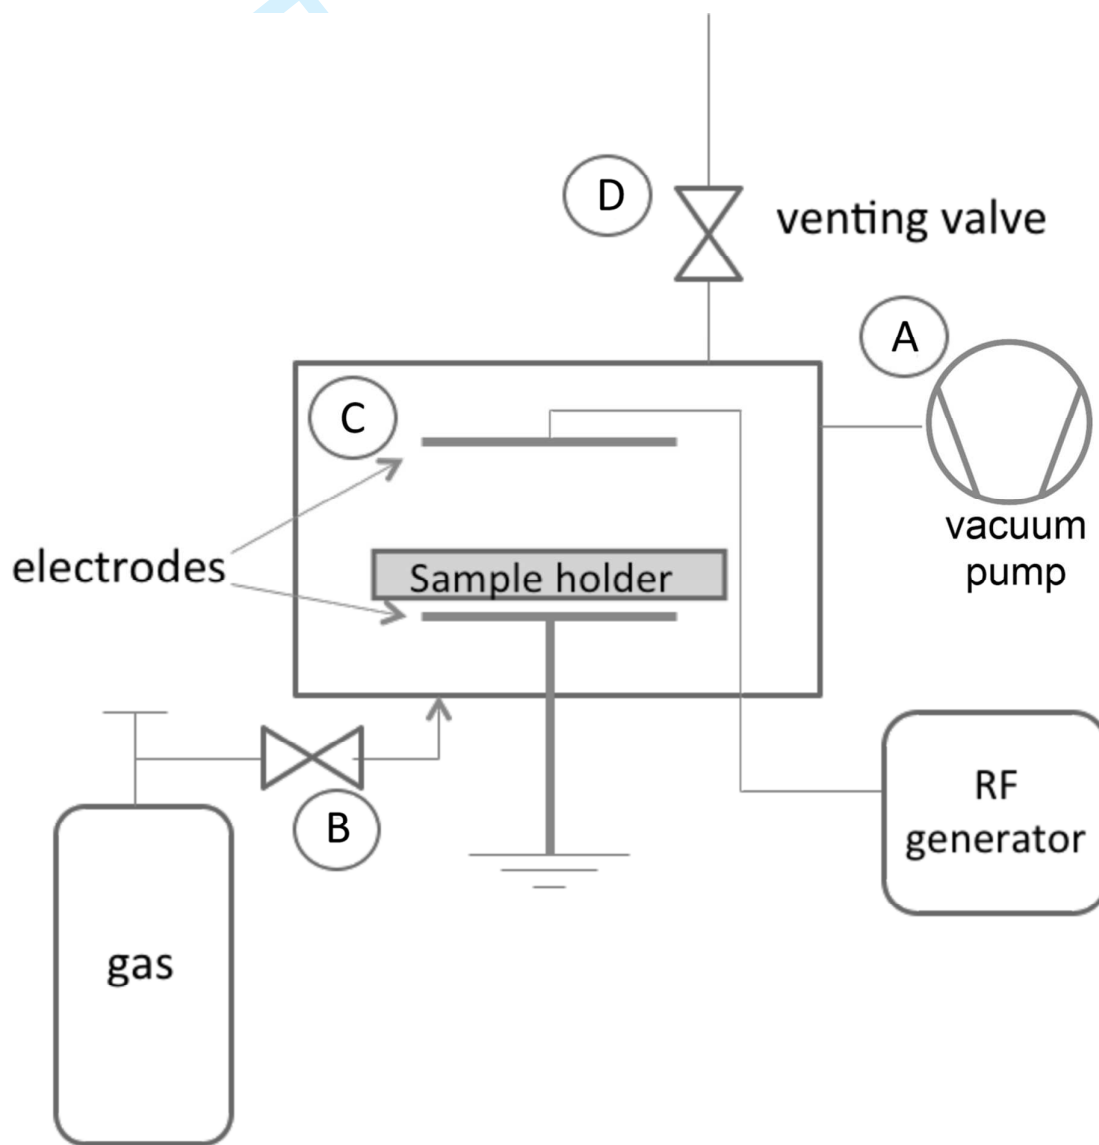 D
venting valve
A
C
vacuum
pump
electrodes
Sample holder
B
RF
generator
gas